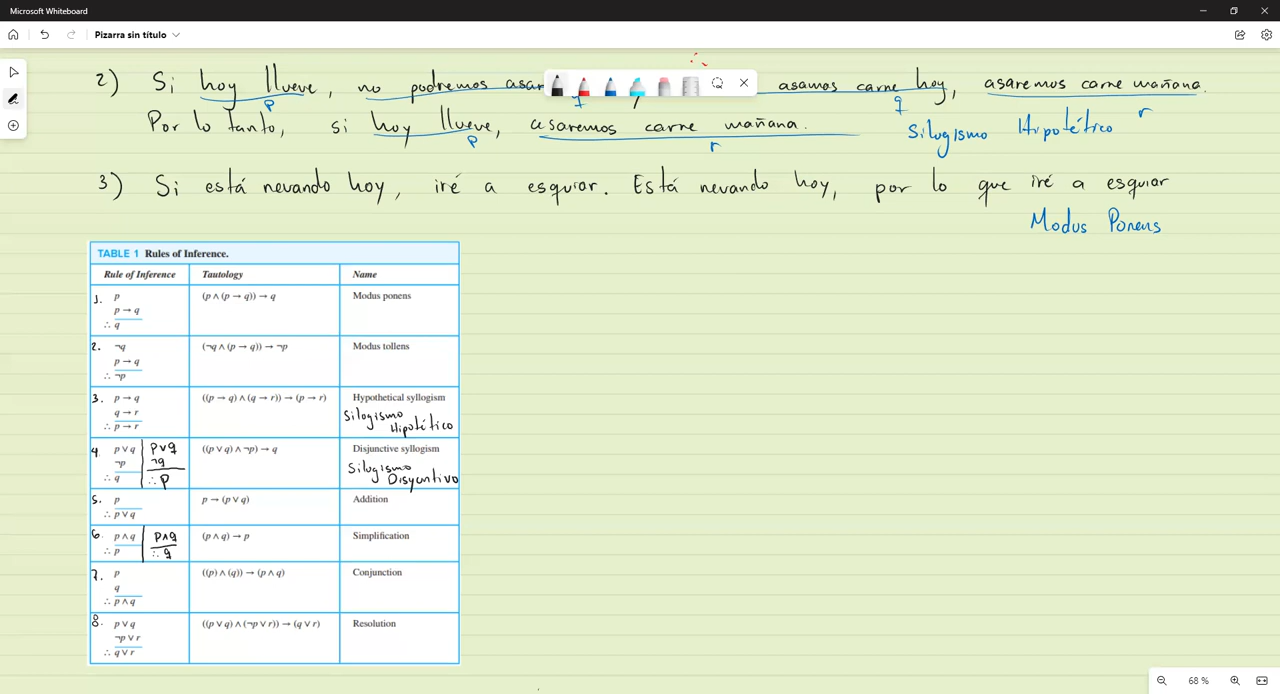 Microsoft Whiteboard
Pizarra sin título
2) Si hoy llueve, no podremos asar asamos carne hoy, asaremos carne mañana.
p q q r
Por lo tanto, si hoy llueve, asaremos carne mañana.
p r
Silogismo Hipotético
3) Si está nevando hoy, iré a esquiar. Está nevando hoy, por lo que iré a esquiar
Modus Ponens
TABLE 1 Rules of Inference.
Rule of Inference Tautology Name
1. p (p ∧ (p → q)) → q Modus ponens
p → q
∴ q
2. ¬q (¬q ∧ (p → q)) → ¬p Modus tollens
p → q
∴ ¬p
3. p → q ((p → q) ∧ (q → r)) → (p → r) Hypothetical syllogism
q → r Silogismo
∴ p → r Hipotético
4. p ∨ q p∨q ((p ∨ q) ∧ ¬p) → q Disjunctive syllogism
¬p ¬q Silogismo
∴ q ∴ p Disyuntivo
5. p p → (p ∨ q) Addition
∴ p ∨ q
6. p ∧ q p∧q (p ∧ q) → p Simplification
∴ p ∴ q
7. p ((p) ∧ (q)) → (p ∧ q) Conjunction
q
∴ p ∧ q
8. p ∨ q ((p ∨ q) ∧ (¬p ∨ r)) → (q ∨ r) Resolution
¬p ∨ r
∴ q ∨ r
68 %